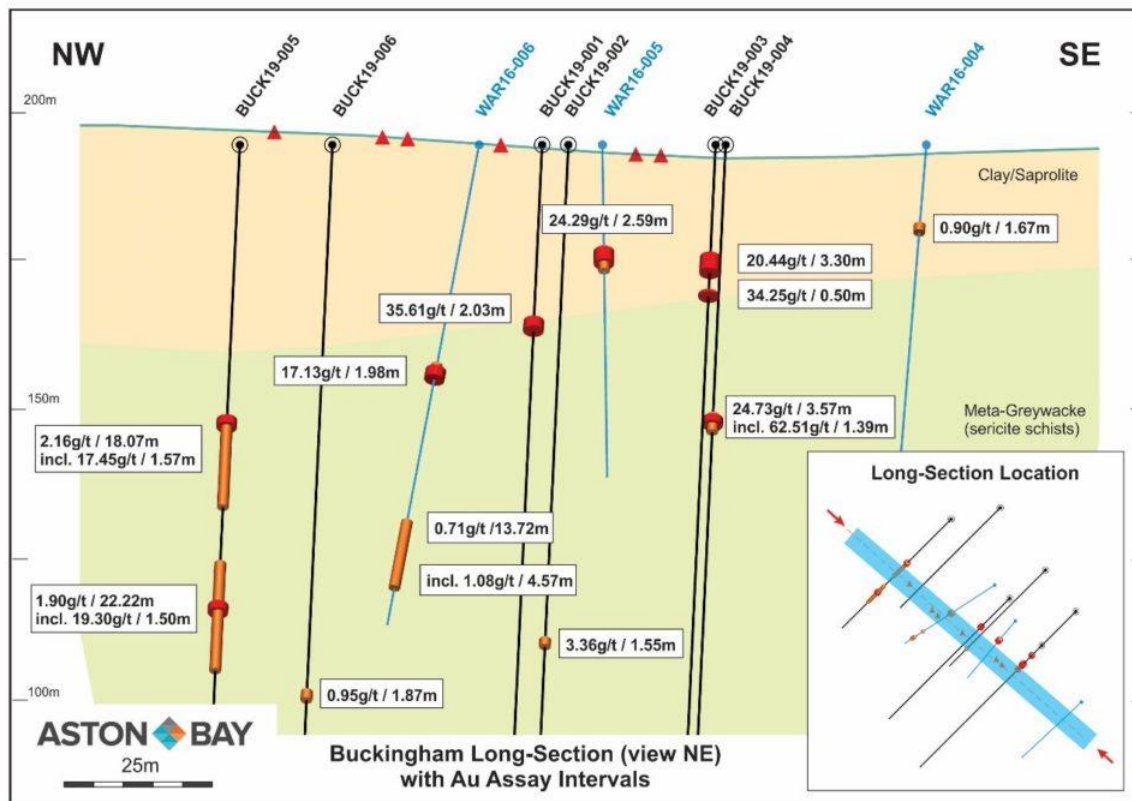 NW
BUCK19-005
BUCK19-006
WAR16-006
BUCK19-001
BUCK19-002
WAR16-005
BUCK19-003
BUCK19-004
WAR16-004
SE
200m
Clay/Saprolite
24.29g/t / 2.59m
0.90g/t / 1.67m
20.44g/t / 3.30m
34.25g/t / 0.50m
35.61g/t / 2.03m
17.13g/t / 1.98m
150m
24.73g/t / 3.57m
incl. 62.51g/t / 1.39m
Meta-Greywacke
(sericite schists)
2.16g/t / 18.07m
incl. 17.45g/t / 1.57m
Long-Section Location
0.71g/t /13.72m
incl. 1.08g/t / 4.57m
1.90g/t / 22.22m
incl. 19.30g/t / 1.50m
3.36g/t / 1.55m
0.95g/t / 1.87m
100m
ASTON BAY
25m
Buckingham Long-Section (view NE)
with Au Assay Intervals